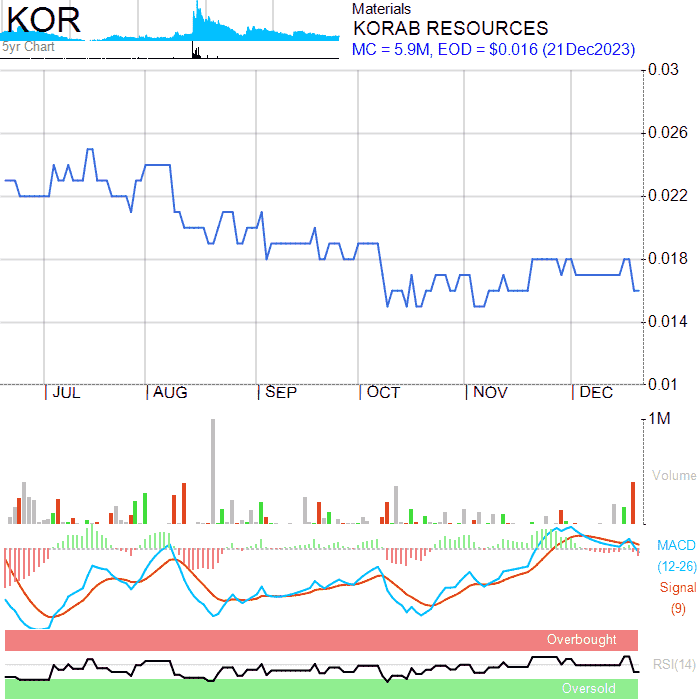 KOR
5yr Chart
Materials
KORAB RESOURCES
MC = 5.9M, EOD = $0.016 (21Dec2023)
0.03
0.026
0.022
0.018
0.014
0.01
JUL AUG SEP OCT NOV DEC
1M
Volume
MACD
(12-26)
Signal
(9)
Overbought
RSI(14)
Oversold